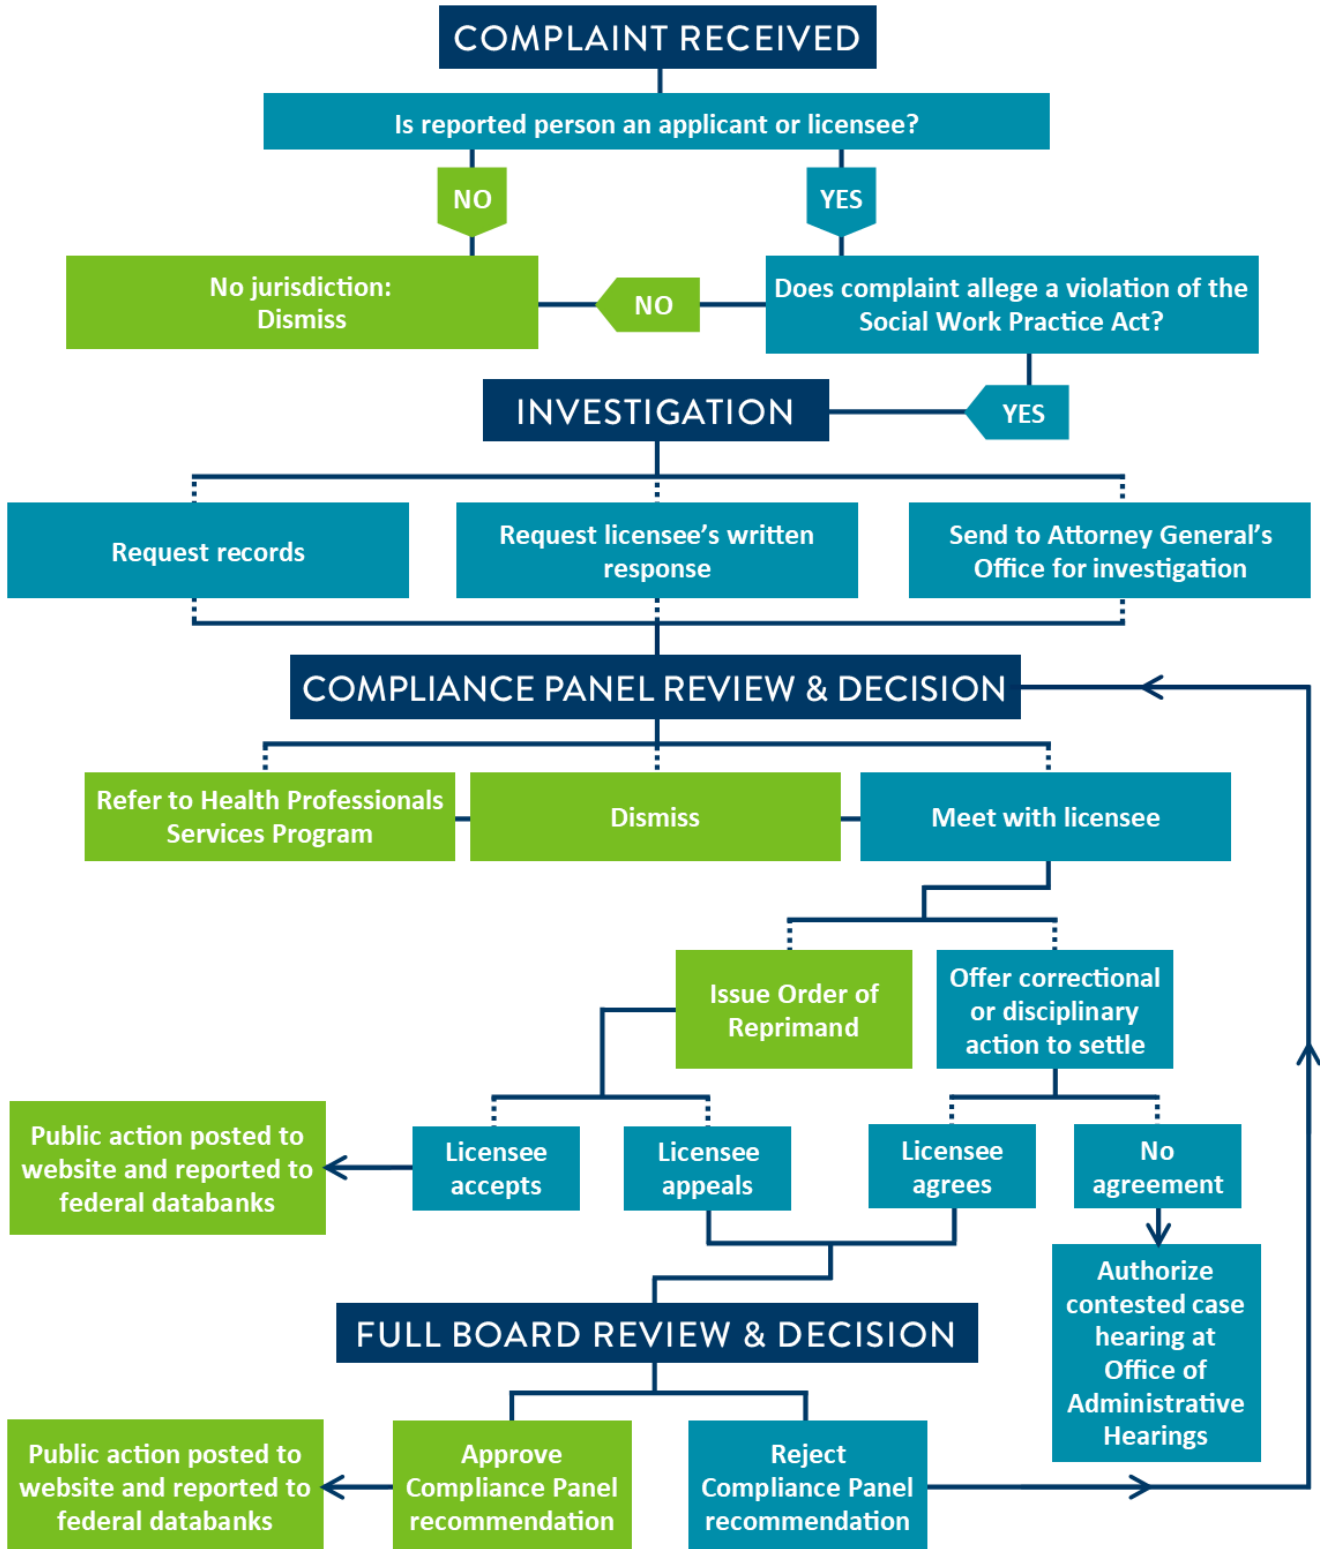 COMPLAINT RECEIVED
Is reported person an applicant or licensee?
NO
YES
No jurisdiction:
Dismiss
NO
Does complaint allege a violation of the
Social Work Practice Act?
YES
INVESTIGATION
Request records
Request licensee's written
response
Send to Attorney General's
Office for investigation
COMPLIANCE PANEL REVIEW & DECISION
Refer to Health Professionals
Services Program
Dismiss
Meet with licensee
Issue Order of
Reprimand
Offer correctional
or disciplinary
action to settle
Public action posted to
website and reported to
federal databanks
Licensee
accepts
Licensee
appeals
Licensee
agrees
No
agreement
Authorize
contested case
hearing at
Office of
Administrative
Hearings
FULL BOARD REVIEW & DECISION
Public action posted to
website and reported to
federal databanks
Approve
Compliance Panel
recommendation
Reject
Compliance Panel
recommendation